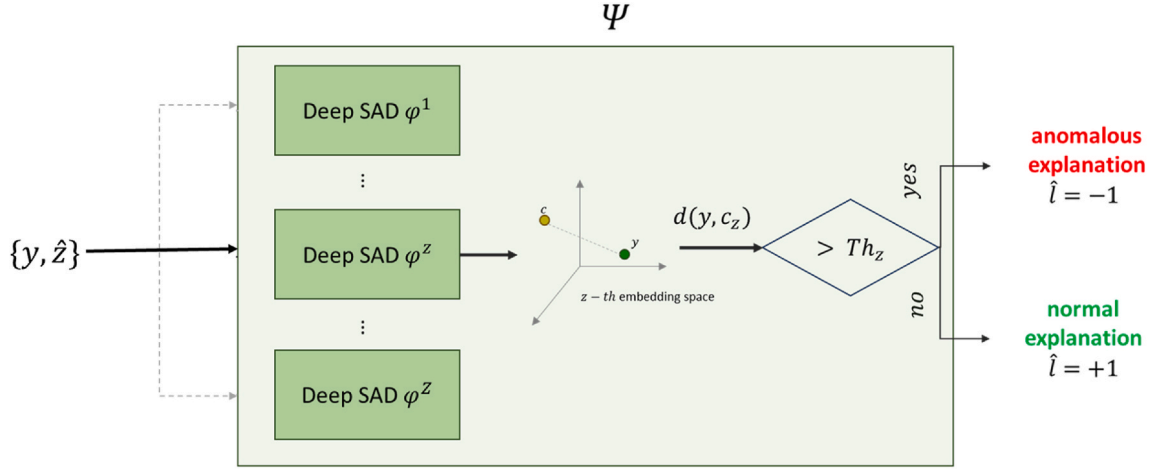 Ψ
Deep SAD φ¹
⋮
{y, ẑ}
Deep SAD φᶻ
c
y
z − th embedding space
d(y, c_z)
> Th_z
yes
no
anomalous
explanation
l̂ = −1
normal
explanation
l̂ = +1
⋮
Deep SAD φᶻ